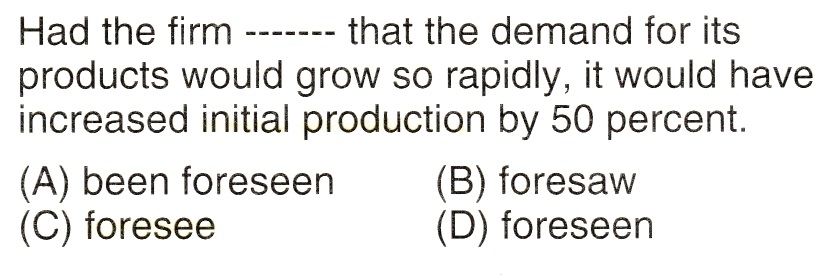 Had the firm ------- that the demand for its
products would grow so rapidly, it would have
increased initial production by 50 percent.
(A) been foreseen (B) foresaw
(C) foresee (D) foreseen